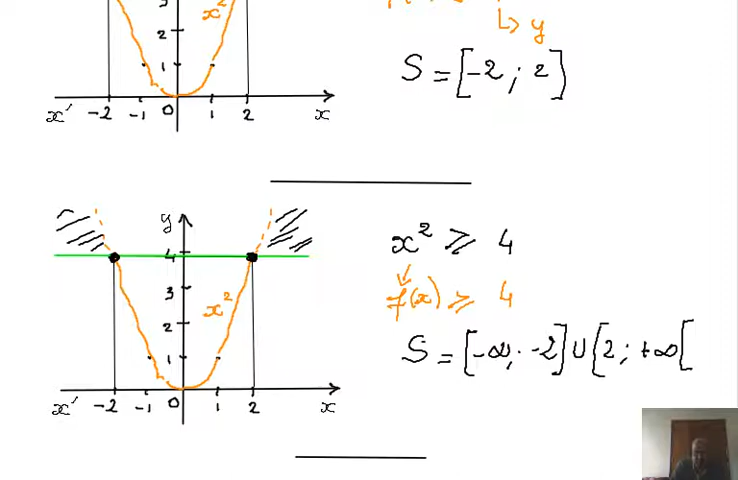 3
2
1
x²
x' -2 -1 0 1 2 x
↳ y
S = [-2 ; 2]
y
4
3
2
1
x²
x' -2 -1 0 1 2 x
x² ⩾ 4
f(x) ⩾ 4
S = [-∞; -2] ∪ [2 ; +∞[